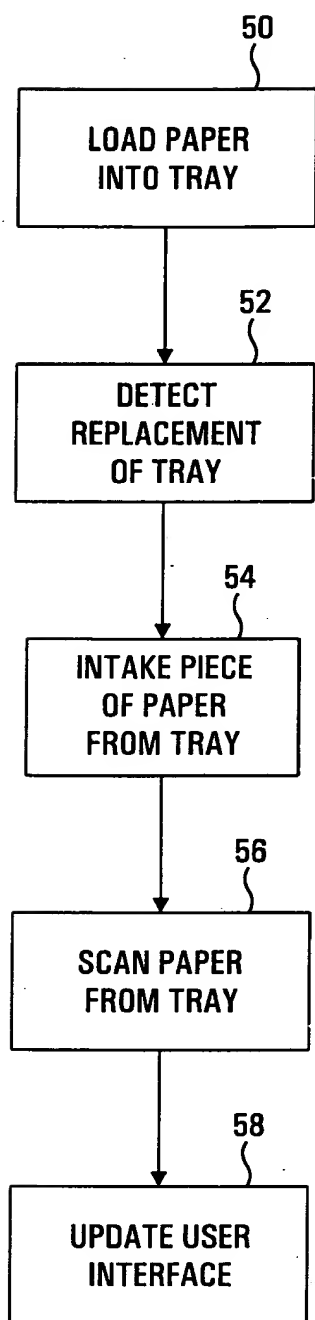 50
LOAD PAPER
INTO TRAY
52
DETECT
REPLACEMENT
OF TRAY
54
INTAKE PIECE
OF PAPER
FROM TRAY
56
SCAN PAPER
FROM TRAY
58
UPDATE USER
INTERFACE